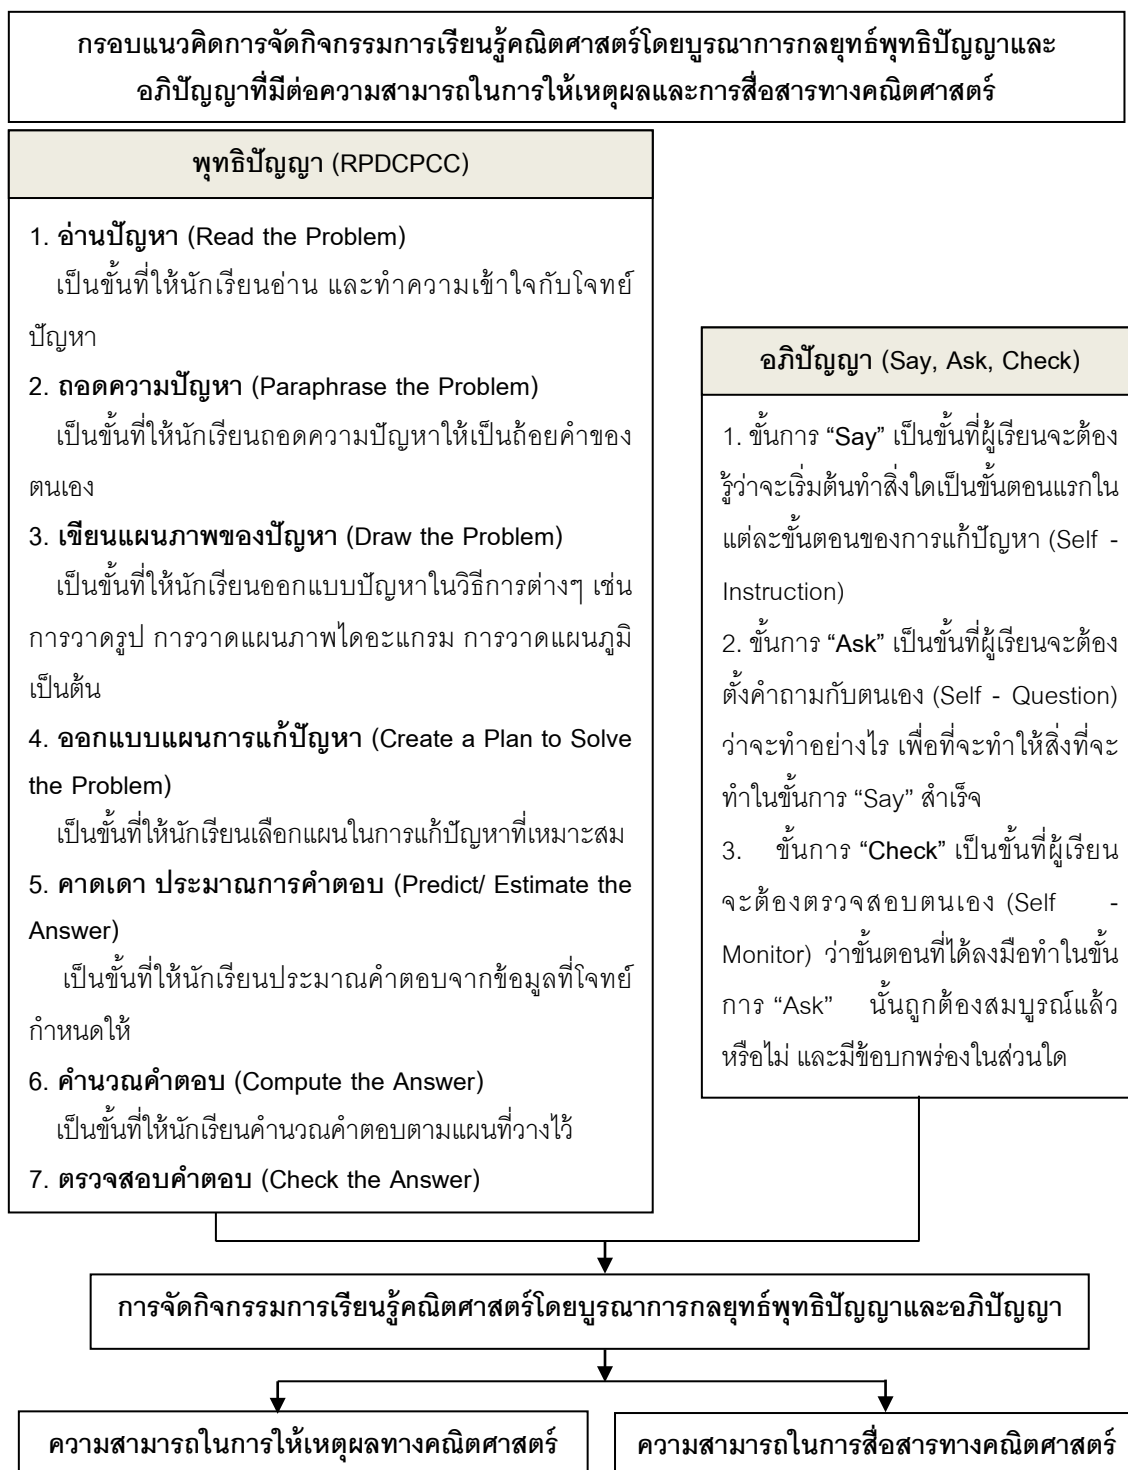 กรอบแนวคิดการจัดกิจกรรมการเรียนรู้คณิตศาสตร์โดยบูรณาการกลยุทธ์พุทธิปัญญาและ
อภิปัญญาที่มีต่อความสามารถในการให้เหตุผลและการสื่อสารทางคณิตศาสตร์
พุทธิปัญญา (RPDCPCC)
1. อ่านปัญหา (Read the Problem)
เป็นขั้นที่ให้นักเรียนอ่าน และทำความเข้าใจกับโจทย์
ปัญหา
2. ถอดความปัญหา (Paraphrase the Problem)
เป็นขั้นที่ให้นักเรียนถอดความปัญหาให้เป็นถ้อยคำของ
ตนเอง
3. เขียนแผนภาพของปัญหา (Draw the Problem)
เป็นขั้นที่ให้นักเรียนออกแบบปัญหาในวิธีการต่างๆ เช่น
การวาดรูป การวาดแผนภาพไดอะแกรม การวาดแผนภูมิ
เป็นต้น
4. ออกแบบแผนการแก้ปัญหา (Create a Plan to Solve
the Problem)
เป็นขั้นที่ให้นักเรียนเลือกแผนในการแก้ปัญหาที่เหมาะสม
5. คาดเดา ประมาณการคำตอบ (Predict/ Estimate the
Answer)
เป็นขั้นที่ให้นักเรียนประมาณคำตอบจากข้อมูลที่โจทย์
กำหนดให้
6. คำนวณคำตอบ (Compute the Answer)
เป็นขั้นที่ให้นักเรียนคำนวณคำตอบตามแผนที่วางไว้
7. ตรวจสอบคำตอบ (Check the Answer)
อภิปัญญา (Say, Ask, Check)
1. ขั้นการ “Say” เป็นขั้นที่ผู้เรียนจะต้อง
รู้ว่าจะเริ่มต้นทำสิ่งใดเป็นขั้นตอนแรกใน
แต่ละขั้นตอนของการแก้ปัญหา (Self -
Instruction)
2. ขั้นการ “Ask” เป็นขั้นที่ผู้เรียนจะต้อง
ตั้งคำถามกับตนเอง (Self - Question)
ว่าจะทำอย่างไร เพื่อที่จะทำให้สิ่งที่จะ
ทำในขั้นการ “Say” สำเร็จ
3. ขั้นการ “Check” เป็นขั้นที่ผู้เรียน
จะต้องตรวจสอบตนเอง (Self -
Monitor) ว่าขั้นตอนที่ได้ลงมือทำในขั้น
การ “Ask” นั้นถูกต้องสมบูรณ์แล้ว
หรือไม่ และมีข้อบกพร่องในส่วนใด
การจัดกิจกรรมการเรียนรู้คณิตศาสตร์โดยบูรณาการกลยุทธ์พุทธิปัญญาและอภิปัญญา
ความสามารถในการให้เหตุผลทางคณิตศาสตร์
ความสามารถในการสื่อสารทางคณิตศาสตร์